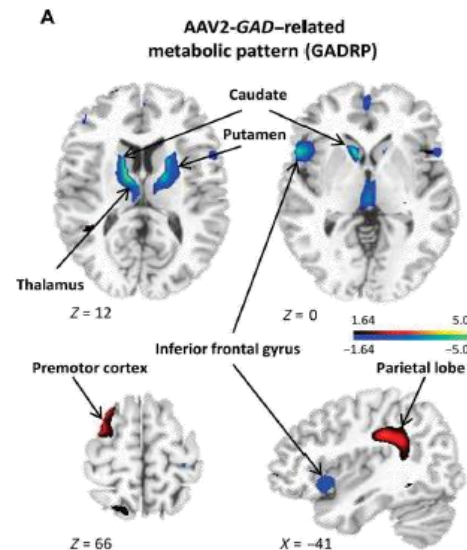 A
AAV2-GAD–related
metabolic pattern (GADRP)
Caudate
Putamen
Thalamus
Z = 12
Z = 0
1.64 5.0
−1.64 −5.0
Inferior frontal gyrus
Premotor cortex
Parietal lobe
Z = 66
X = −41